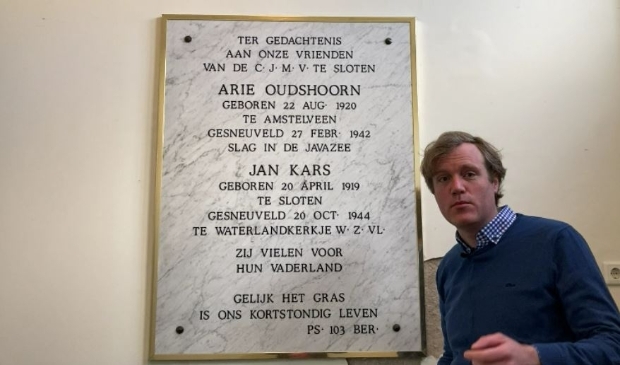 TER GEDACHTENIS
AAN ONZE VRIENDEN
VAN DE C·J·M·V·TE SLOTEN
ARIE OUDSHOORN
GEBOREN 22 AUG· 1920
TE AMSTELVEEN
GESNEUVELD 27 FEBR· 1942
SLAG IN DE JAVAZEE
JAN KARS
GEBOREN 20 APRIL 1919
TE SLOTEN
GESNEUVELD 20 OCT· 1944
TE WATERLANDKERKJE W·Z·VL·
ZIJ VIELEN VOOR
HUN VADERLAND
GELIJK HET GRAS
IS ONS KORTSTONDIG LEVEN
PS· 103 BER·